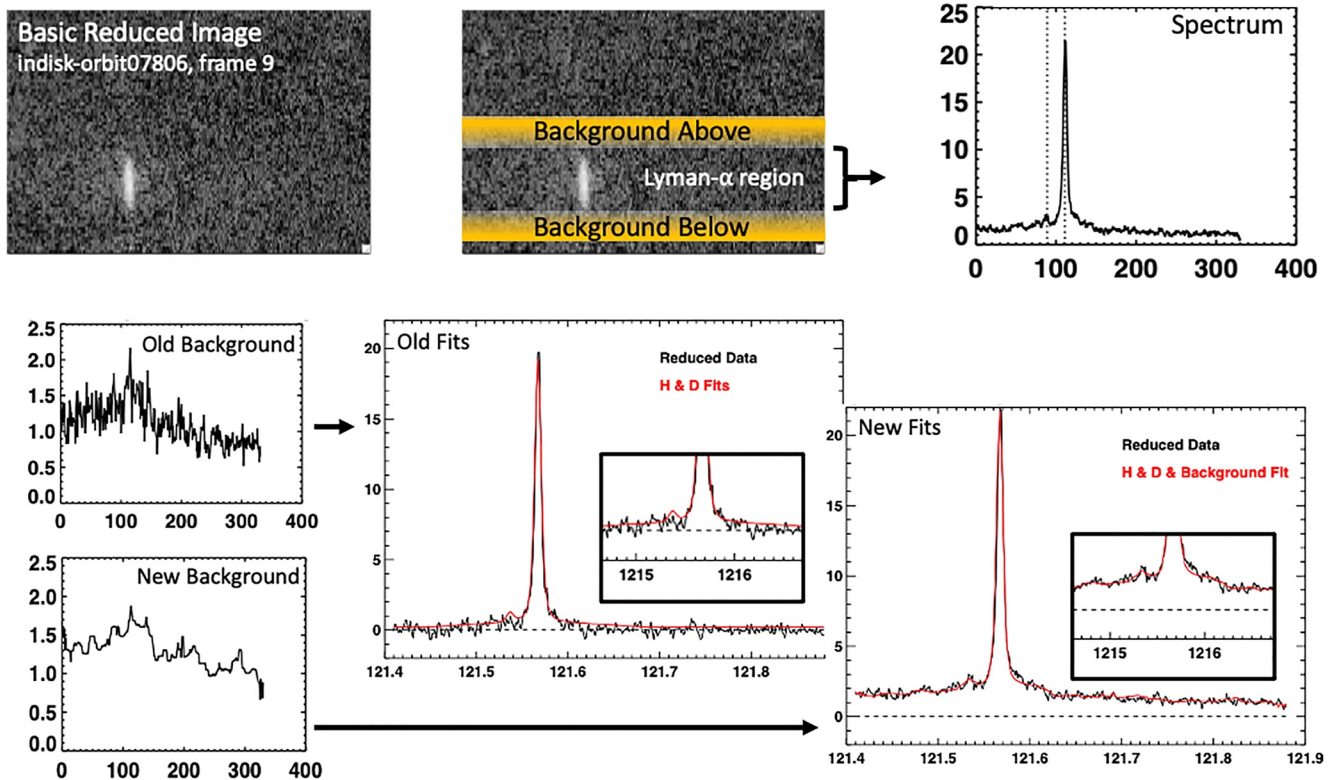 Basic Reduced Image
indisk-orbit07806, frame 9
Background Above
Lyman-α region
Background Below
Spectrum
25
20
15
10
5
0
0 100 200 300 400
Old Background
2.5
2.0
1.5
1.0
0.5
0.0
0 100 200 300 400
New Background
2.5
2.0
1.5
1.0
0.5
0.0
0 100 200 300 400
Old Fits
Reduced Data
H & D Fits
20
15
10
5
0
1215 1216
121.4 121.5 121.6 121.7 121.8
New Fits
Reduced Data
H & D & Background Fit
20
15
10
5
0
1215 1216
121.4 121.5 121.6 121.7 121.8 121.9